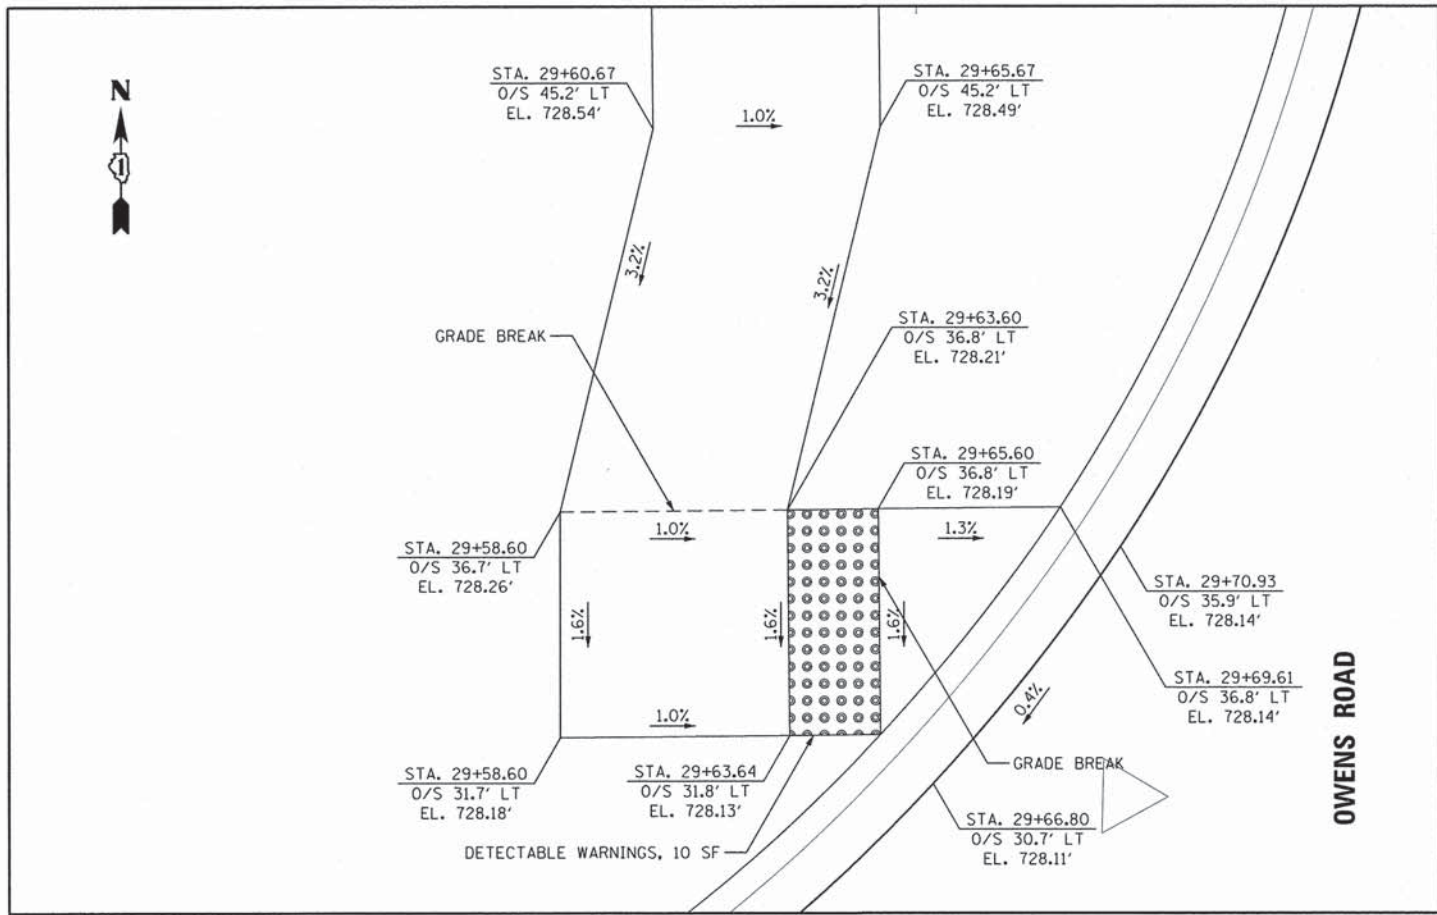 N
1
STA. 29+60.67
O/S 45.2' LT
EL. 728.54'
STA. 29+65.67
O/S 45.2' LT
EL. 728.49'
1.0%
3.2%
3.2%
STA. 29+63.60
O/S 36.8' LT
EL. 728.21'
GRADE BREAK
STA. 29+65.60
O/S 36.8' LT
EL. 728.19'
1.0%
1.3%
STA. 29+58.60
O/S 36.7' LT
EL. 728.26'
STA. 29+70.93
O/S 35.9' LT
EL. 728.14'
1.6%
1.6%
1.6%
STA. 29+69.61
O/S 36.8' LT
EL. 728.14'
0.4%
1.0%
OWENS ROAD
STA. 29+58.60
O/S 31.7' LT
EL. 728.18'
STA. 29+63.64
O/S 31.8' LT
EL. 728.13'
GRADE BREAK
STA. 29+66.80
O/S 30.7' LT
EL. 728.11'
DETECTABLE WARNINGS, 10 SF